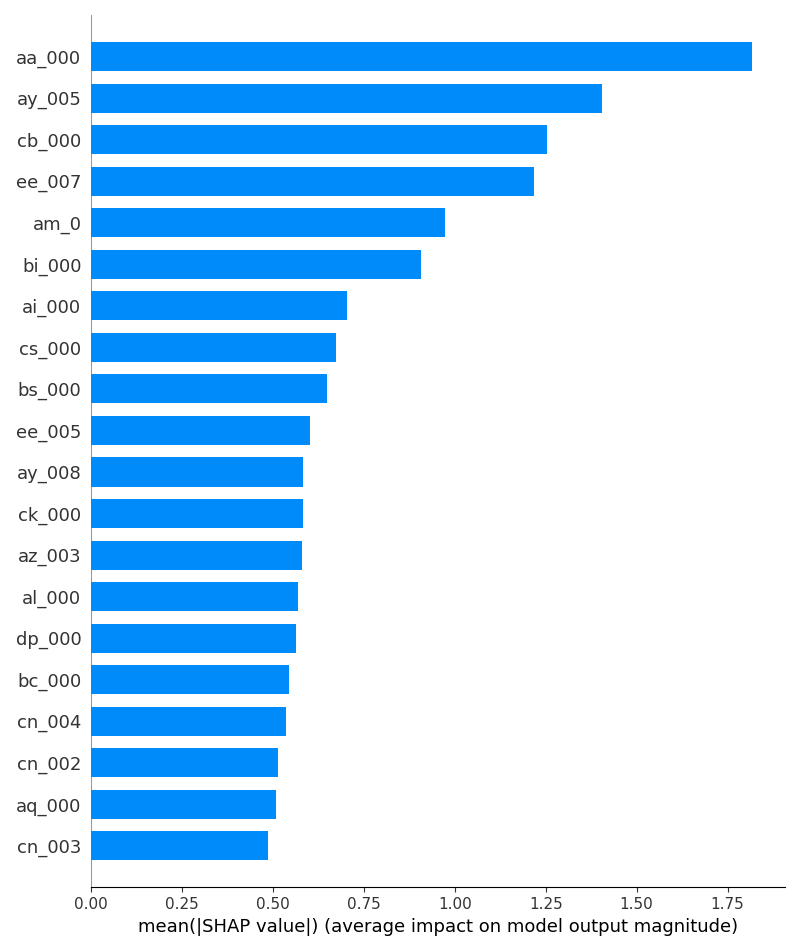 aa_000
ay_005
cb_000
ee_007
am_0
bi_000
ai_000
cs_000
bs_000
ee_005
ay_008
ck_000
az_003
al_000
dp_000
bc_000
cn_004
cn_002
aq_000
cn_003
0.00 0.25 0.50 0.75 1.00 1.25 1.50 1.75
mean(|SHAP value|) (average impact on model output magnitude)